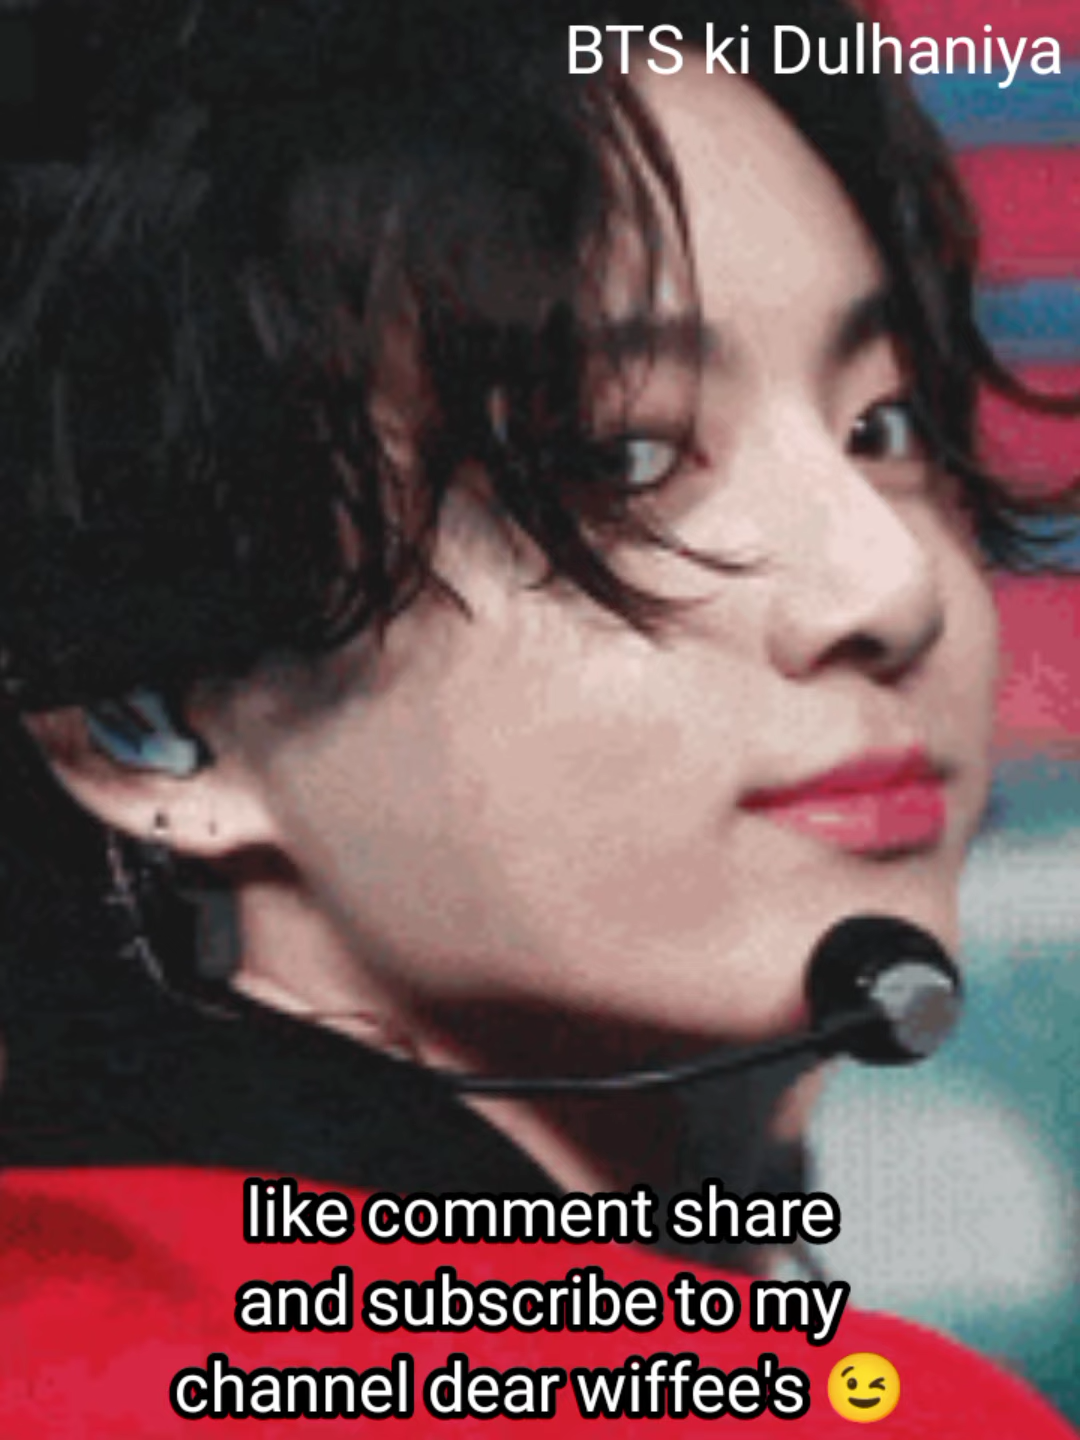 BTS ki Dulhaniya
like comment share
and subscribe to my
channel dear wiffee's 😉